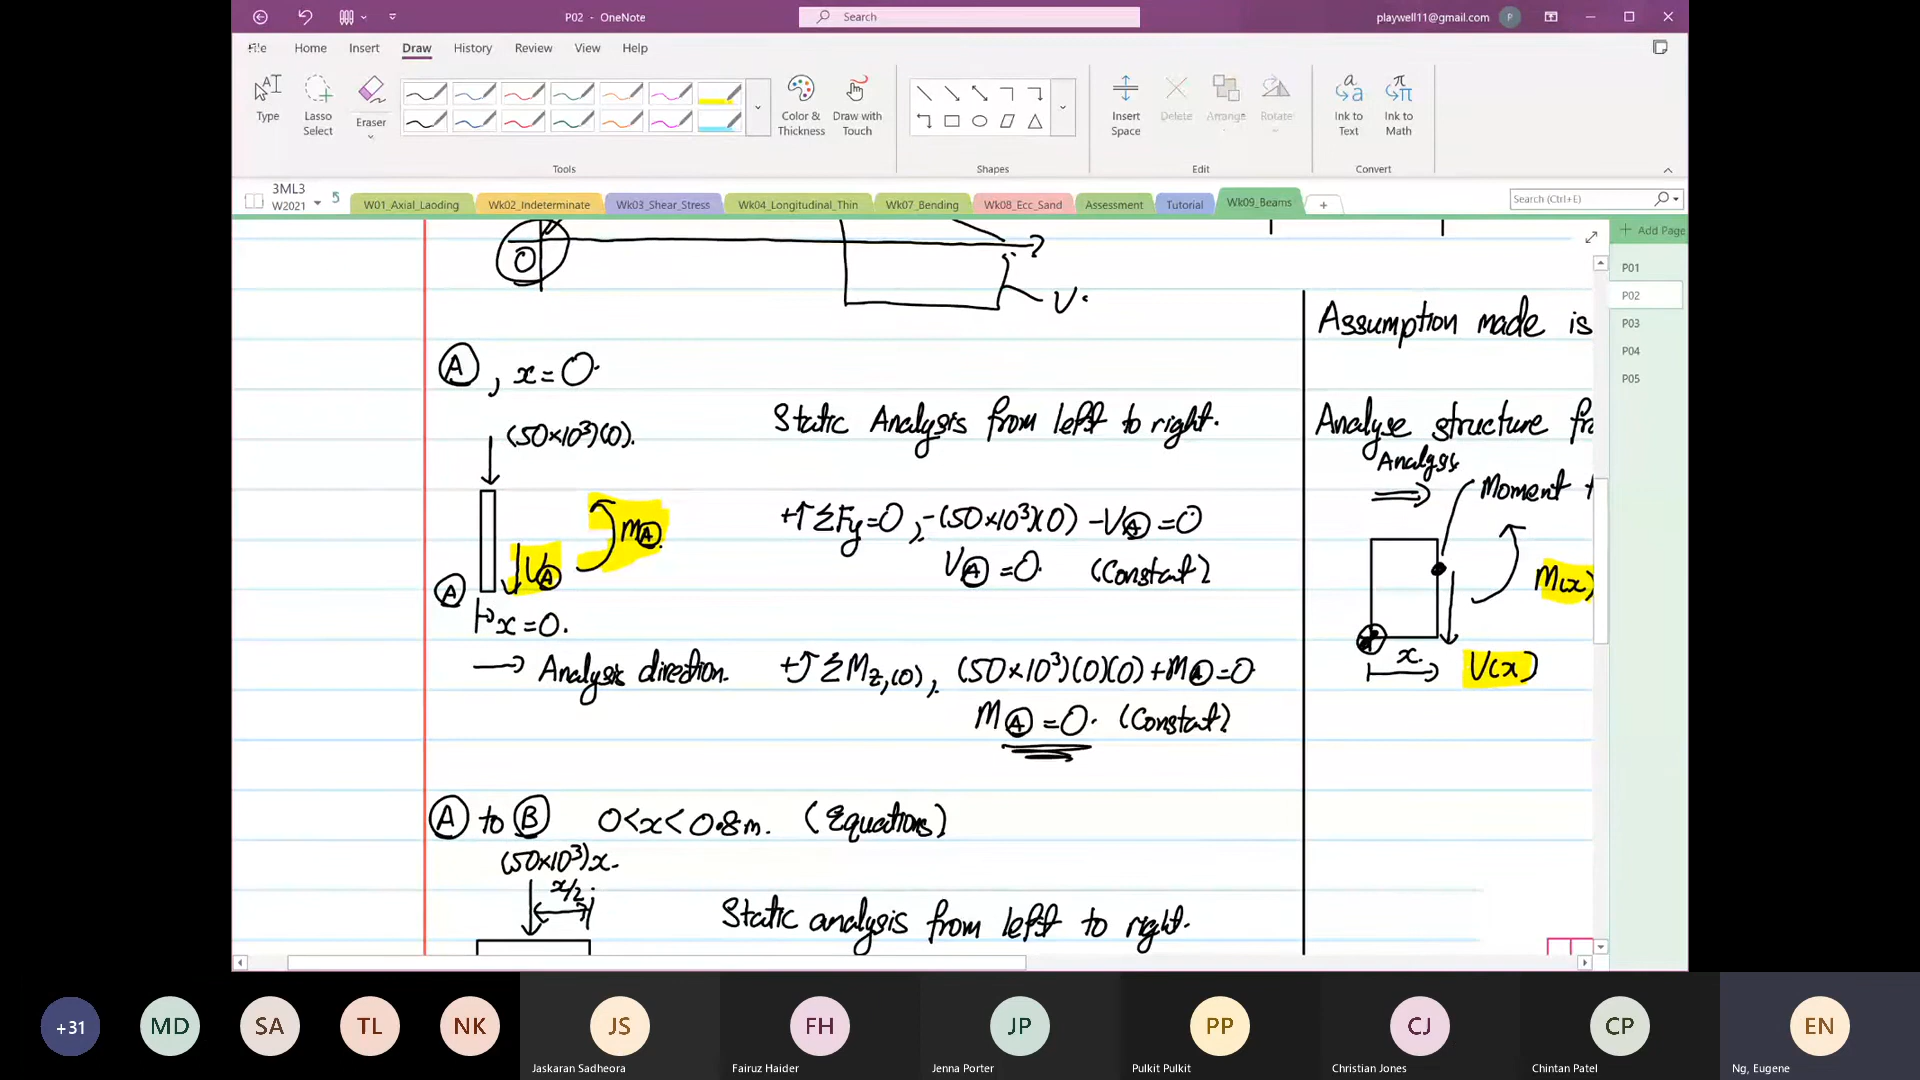 P02 - OneNote
Search
playwell11@gmail.com
P
File Home Insert Draw History Review View Help
Type
Lasso Select
Eraser
Color & Thickness
Draw with Touch
Insert Space
Delete
Arrange
Rotate
Ink to Text
Ink to Math
Tools
Shapes
Edit
Convert
3ML3 W2021
W01_Axial_Laoding
Wk02_Indeterminate
Wk03_Shear_Stress
Wk04_Longitudinal_Thin
Wk07_Bending
Wk08_Ecc_Sand
Assessment
Tutorial
Wk09_Beams
Search (Ctrl+E)
Add Page
P01
P02
P03
P04
P05
O
?
V
Assumption made is
A, x=0.
(50×10³)(0).
Static Analysis from left to right.
Analyse structure fr
Analysis
Moment
MA.
+↑ΣFy=0, -(50×10³)(0) -VA=0
VA
VA=0. (Constant)
M(x)
A
x=0.
x.
V(x)
→ Analysis direction.
+↑ΣMz,(0), (50×10³)(0)(0)+MA=0
MA=0. (Constant)
A to B 0<x<0.8m. (Equations)
(50×10³)x.
x/2
Static analysis from left to right.
+31
MD
SA
TL
NK
JS
Jaskaran Sadheora
FH
Fairuz Haider
JP
Jenna Porter
PP
Pulkit Pulkit
CJ
Christian Jones
CP
Chintan Patel
EN
Ng, Eugene